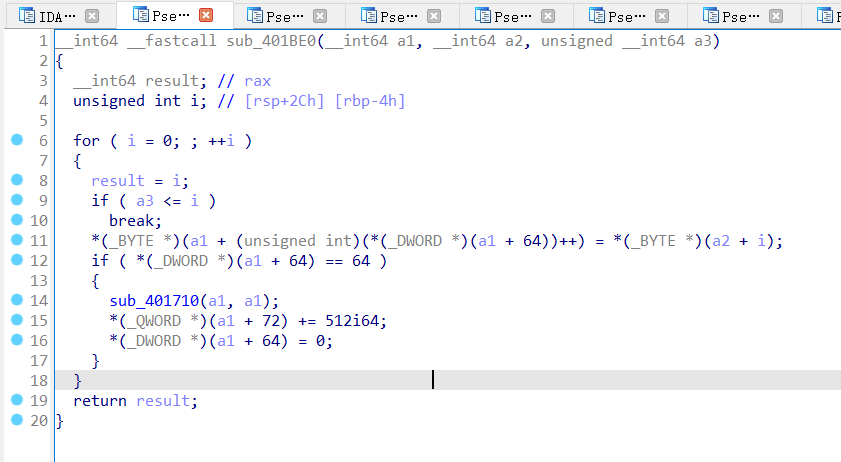 IDA··· Pse··· Pse··· Pse··· Pse··· Pse··· Pse···
1 __int64 __fastcall sub_401BE0(__int64 a1, __int64 a2, unsigned __int64 a3)
2 {
3 __int64 result; // rax
4 unsigned int i; // [rsp+2Ch] [rbp-4h]
5
6 for ( i = 0; ; ++i )
7 {
8 result = i;
9 if ( a3 <= i )
10 break;
11 *(_BYTE *)(a1 + (unsigned int)(*(_DWORD *)(a1 + 64))++) = *(_BYTE *)(a2 + i);
12 if ( *(_DWORD *)(a1 + 64) == 64 )
13 {
14 sub_401710(a1, a1);
15 *(_QWORD *)(a1 + 72) += 512i64;
16 *(_DWORD *)(a1 + 64) = 0;
17 }
18 }
19 return result;
20 }